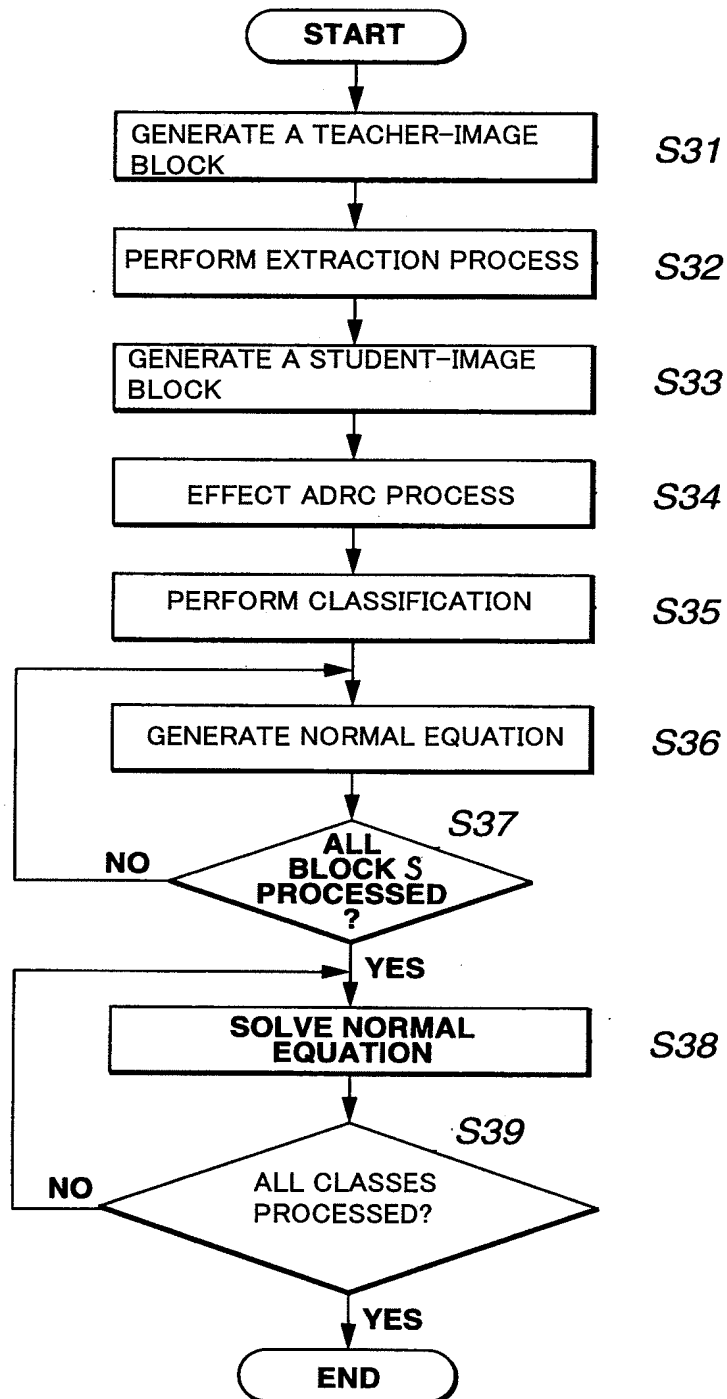 START
GENERATE A TEACHER-IMAGE
BLOCK
S31
PERFORM EXTRACTION PROCESS
S32
GENERATE A STUDENT-IMAGE
BLOCK
S33
EFFECT ADRC PROCESS
S34
PERFORM CLASSIFICATION
S35
GENERATE NORMAL EQUATION
S36
S37
ALL
BLOCK S
PROCESSED
?
NO
YES
SOLVE NORMAL
EQUATION
S38
S39
ALL CLASSES
PROCESSED?
NO
YES
END